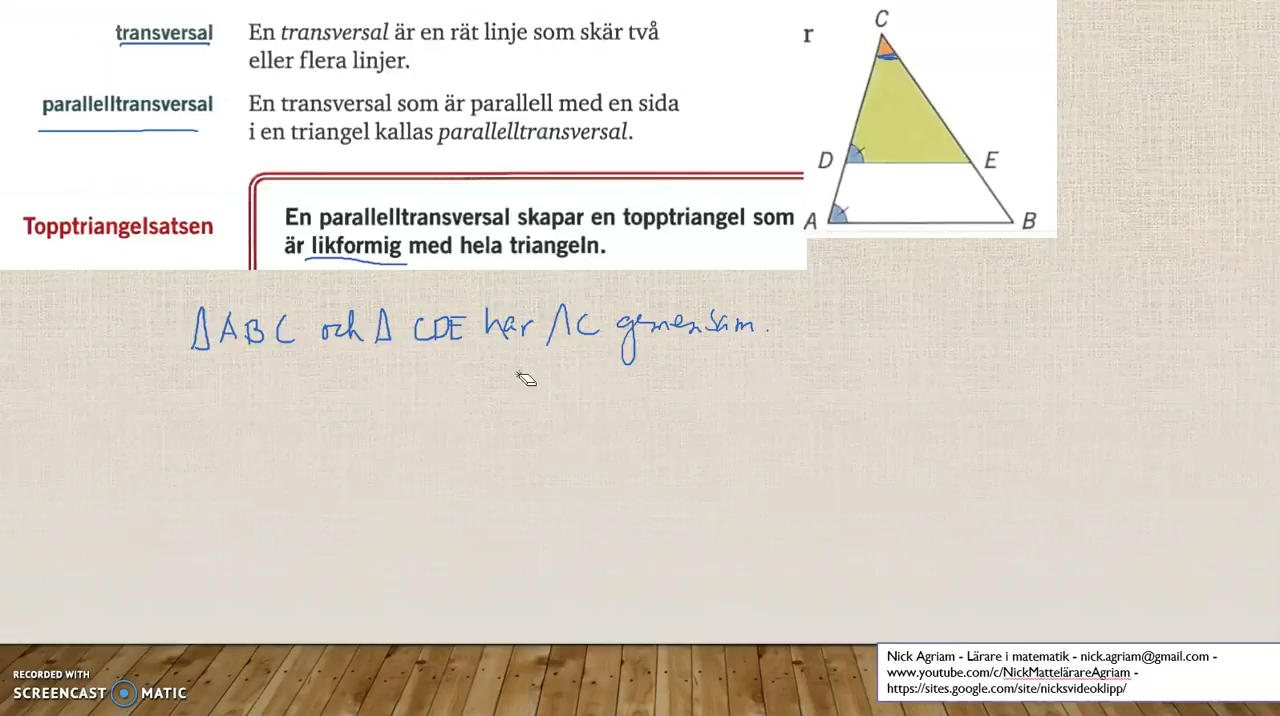 transversal
En transversal är en rät linje som skär två
eller flera linjer.
parallelltransversal
En transversal som är parallell med en sida
i en triangel kallas parallelltransversal.
Topptriangelsatsen
En parallelltransversal skapar en topptriangel som
är likformig med hela triangeln.
r
C
D
E
A
B
Δ ABC och Δ CDE har ∧C gemensam.
RECORDED WITH
SCREENCAST MATIC
Nick Agriam - Lärare i matematik - nick.agriam@gmail.com -
www.youtube.com/c/NickMattelärareAgriam -
https://sites.google.com/site/nicksvideoklipp/